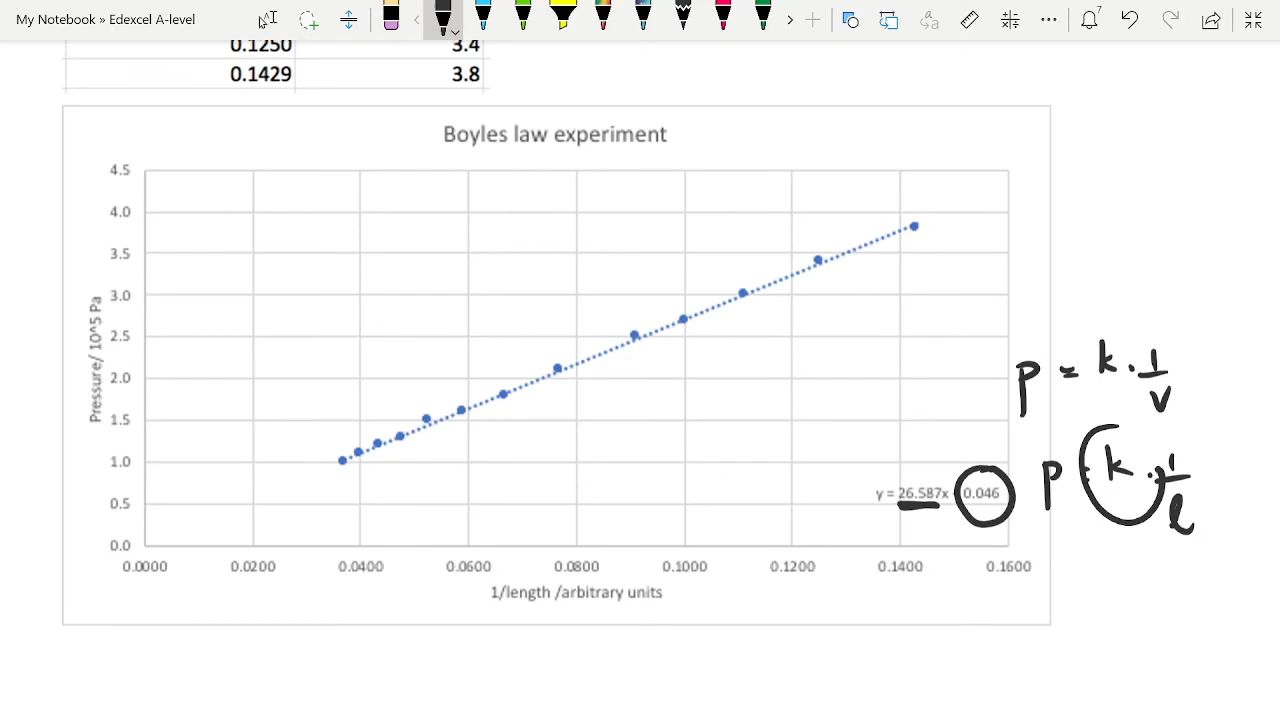 My Notebook » Edexcel A-level
7
0.1250 3.4
0.1429 3.8
Boyles law experiment
4.5
4.0
3.5
3.0
2.5
2.0
1.5
1.0
0.5
0.0
Pressure/ 10^5 Pa
0.0000 0.0200 0.0400 0.0600 0.0800 0.1000 0.1200 0.1400 0.1600
1/length /arbitrary units
y = 26.587x 0.046
p = k . 1/v
p k . 1/l